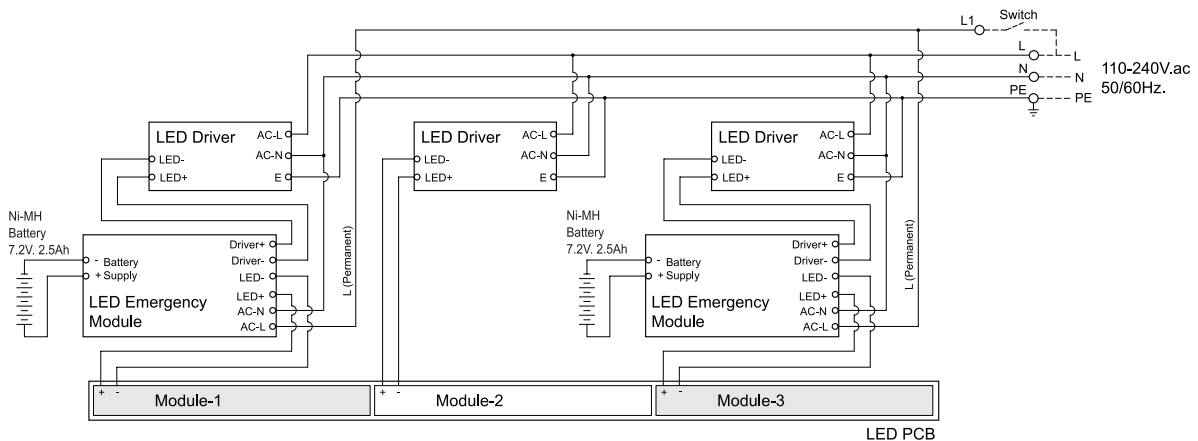 L1 Switch
L L
N N
PE PE
110-240V.ac
50/60Hz.
LED Driver
AC-L
AC-N
E
LED-
LED+
LED Driver
AC-L
AC-N
E
LED-
LED+
LED Driver
AC-L
AC-N
E
LED-
LED+
Ni-MH
Battery
7.2V. 2.5Ah
- Battery
+ Supply
LED Emergency
Module
Driver+
Driver-
LED-
LED+
AC-N
AC-L
L (Permanent)
Ni-MH
Battery
7.2V. 2.5Ah
- Battery
+ Supply
LED Emergency
Module
Driver+
Driver-
LED-
LED+
AC-N
AC-L
L (Permanent)
+ - Module-1
+ - Module-2
+ - Module-3
LED PCB